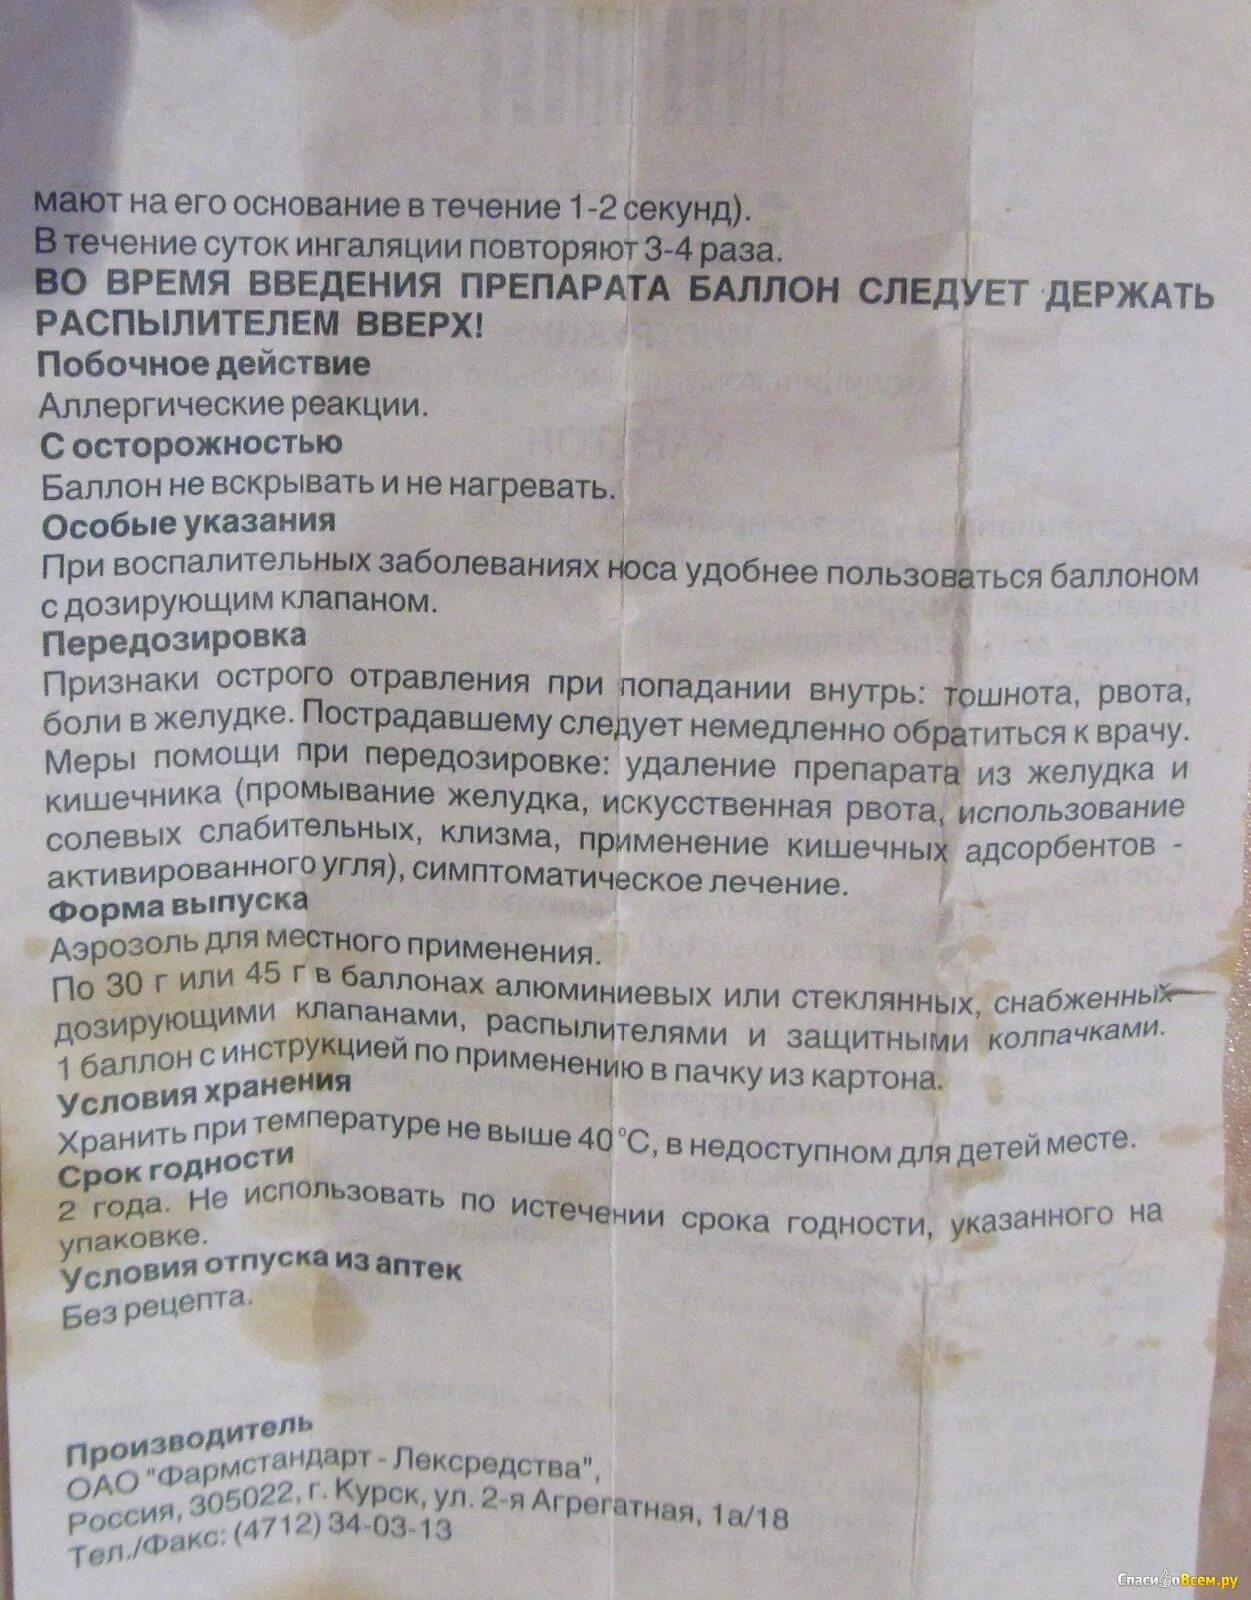 мают на его основание в течение 1-2 секунд).
В течение суток ингаляции повторяют 3-4 раза.
ВО ВРЕМЯ ВВЕДЕНИЯ ПРЕПАРАТА БАЛЛОН СЛЕДУЕТ ДЕРЖАТЬ
РАСПЫЛИТЕЛЕМ ВВЕРХ!
Побочное действие
Аллергические реакции.
С осторожностью
Баллон не вскрывать и не нагревать.
Особые указания
При воспалительных заболеваниях носа удобнее пользоваться баллоном
с дозирующим клапаном.
Передозировка
Признаки острого отравления при попадании внутрь: тошнота, рвота,
боли в желудке. Пострадавшему следует немедленно обратиться к врачу.
Меры помощи при передозировке: удаление препарата из желудка и
кишечника (промывание желудка, искусственная рвота, использование
солевых слабительных, клизма, применение кишечных адсорбентов -
активированного угля), симптоматическое лечение.
Форма выпуска
Аэрозоль для местного применения.
По 30 г или 45 г в баллонах алюминиевых или стеклянных, снабженных
дозирующими клапанами, распылителями и защитными колпачками.
1 баллон с инструкцией по применению в пачку из картона.
Условия хранения
Хранить при температуре не выше 40 °С, в недоступном для детей месте.
Срок годности
2 года. Не использовать по истечении срока годности, указанного на
упаковке.
Условия отпуска из аптек
Без рецепта.
Производитель
ОАО "Фармстандарт - Лексредства",
Россия, 305022, г. Курск, ул. 2-я Агрегатная, 1а/18
Тел./Факс: (4712) 34-03-13
СпасибоВсем.ру